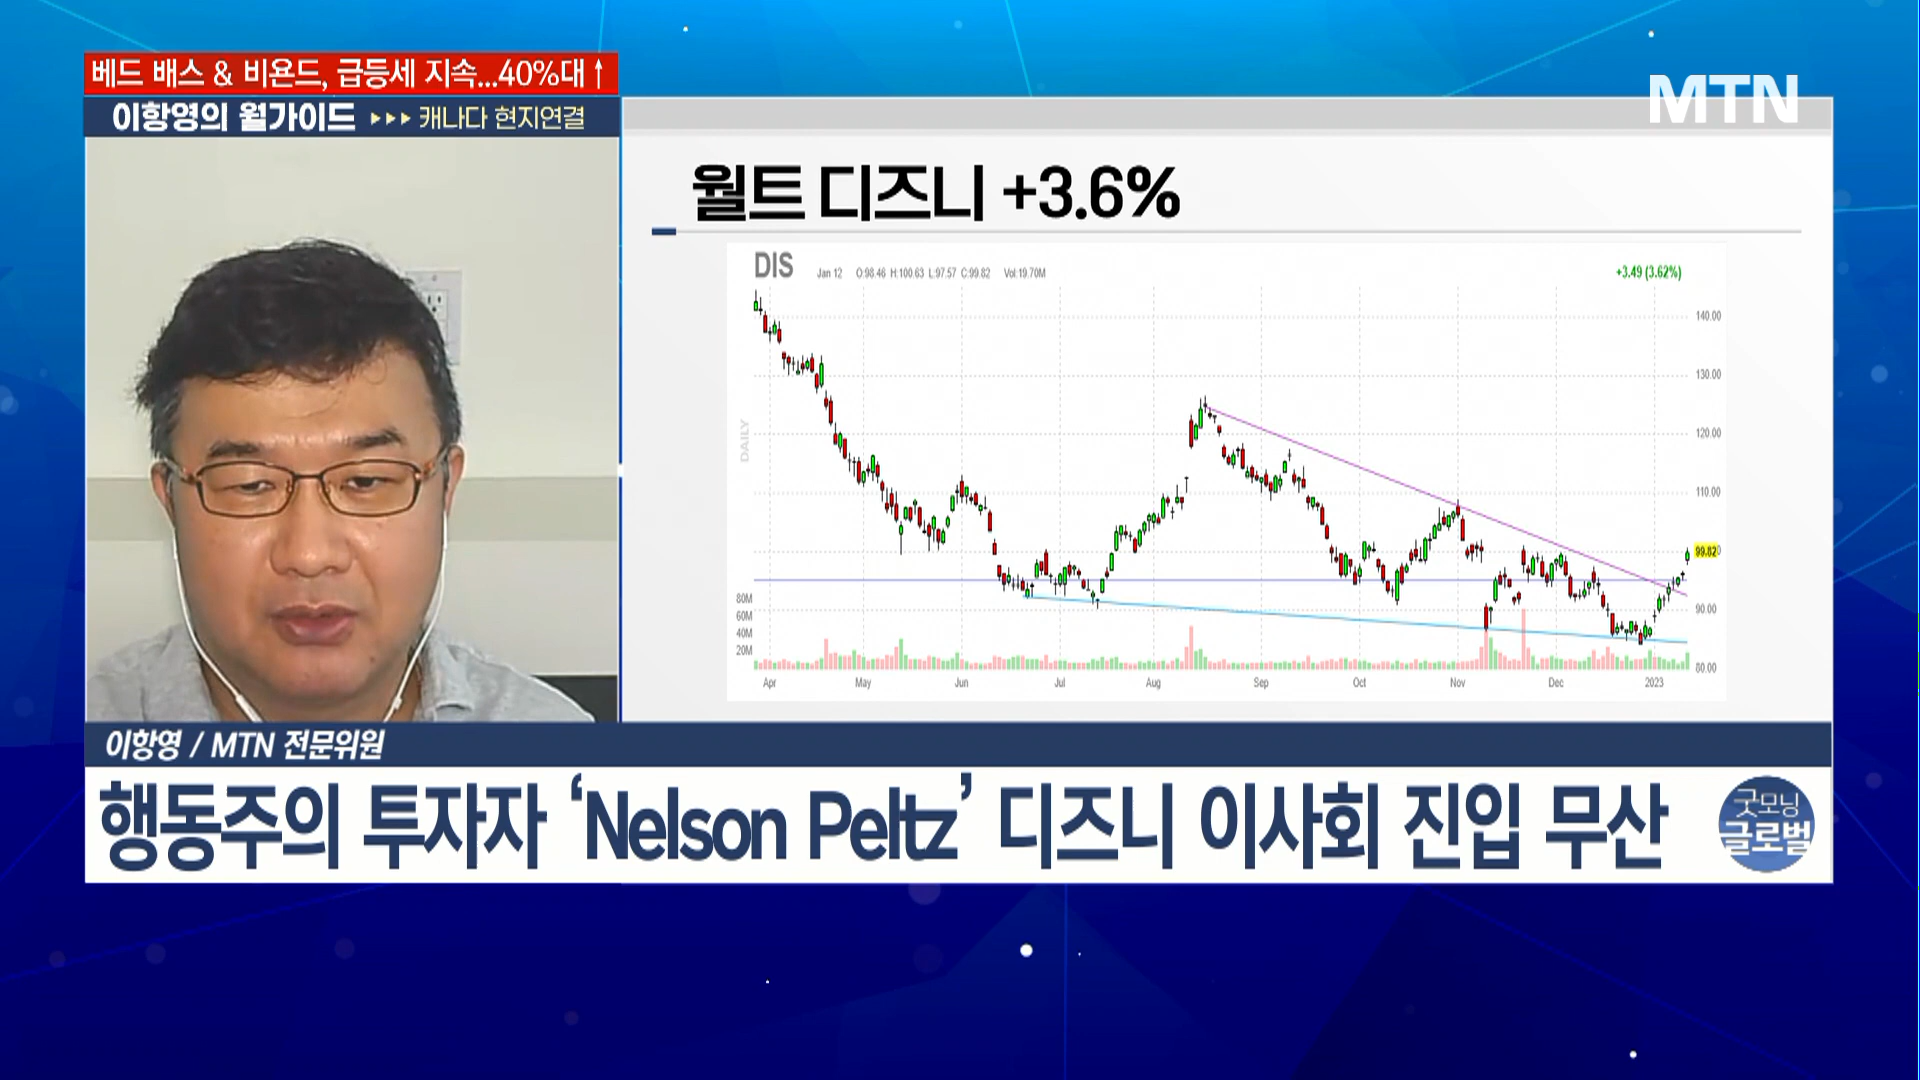 베드 배스 & 비욘드, 급등세 지속...40%대↑
이항영의 월가이드 ▸▸▸ 캐나다 현지연결
MTN
월트 디즈니 +3.6%
DIS Jan 12 O:98.46 H:100.63 L:97.57 C:99.82 Vol:19.70M +3.49 (3.62%)
140.00
130.00
120.00
DAILY
110.00
99.82
80M
90.00
60M
40M
20M
80.00
Apr May Jun Jul Aug Sep Oct Nov Dec 2023
이항영 / MTN 전문위원
행동주의 투자자 ‘Nelson Peltz’ 디즈니 이사회 진입 무산
굿모닝
글로벌